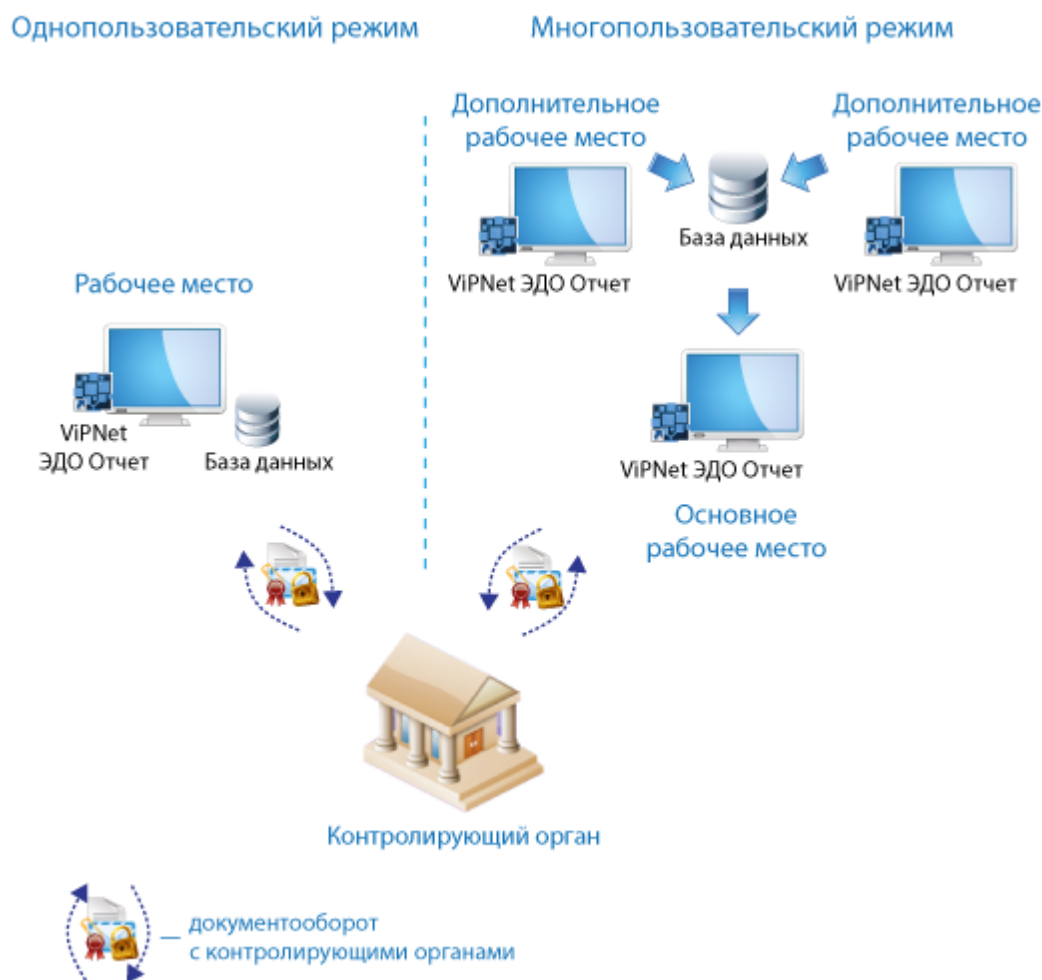 Однопользовательский режим
Многопользовательский режим
Дополнительное
рабочее место
Дополнительное
рабочее место
База данных
ViPNet ЭДО Отчет
ViPNet ЭДО Отчет
Рабочее место
ViPNet
ЭДО Отчет
База данных
ViPNet ЭДО Отчет
Основное
рабочее место
Контролирующий орган
— документооборот
с контролирующими органами